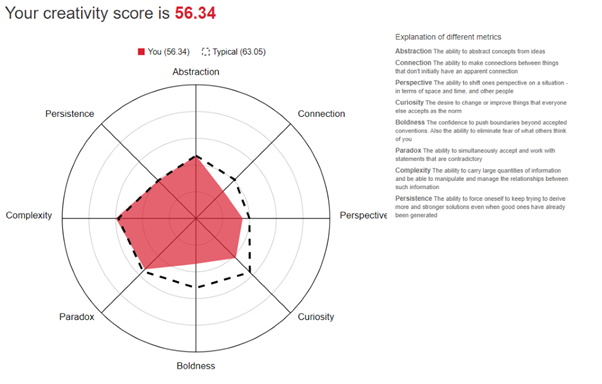 Your creativity score is 56.34
You (56.34) Typical (63.05)
Abstraction
Persistence
Connection
Complexity
Perspective
Paradox
Curiosity
Boldness
Explanation of different metrics
Abstraction The ability to abstract concepts from ideas
Connection The ability to make connections between things
that don't initially have an apparent connection
Perspective The ability to shift ones perspective on a situation -
in terms of space and time, and other people
Curiosity The desire to change or improve things that everyone
else accepts as the norm
Boldness The confidence to push boundaries beyond accepted
conventions. Also the ability to eliminate fear of what others think
of you
Paradox The ability to simultaneously accept and work with
statements that are contradictory
Complexity The ability to carry large quantities of information
and be able to manipulate and manage the relationships between
such information
Persistence The ability to force oneself to keep trying to derive
more and stronger solutions even when good ones have already
been generated